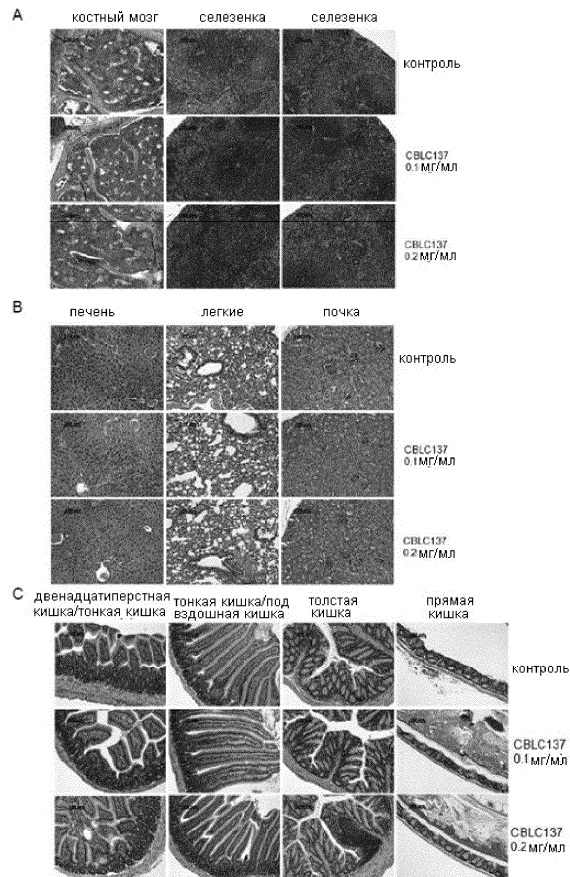 A
костный мозг селезенка селезенка
контроль
CBLC137
0.1мг/мл
CBLC137
0.2мг/мл
B
печень легкие почка
контроль
CBLC137
0.1мг/мл
CBLC137
0.2мг/мл
C
двенадцатиперстная тонкая кишка/под толстая прямая
кишка/тонкая кишка вздошная кишка кишка кишка
контроль
CBLC137
0.1мг/мл
CBLC137
0.2мг/мл